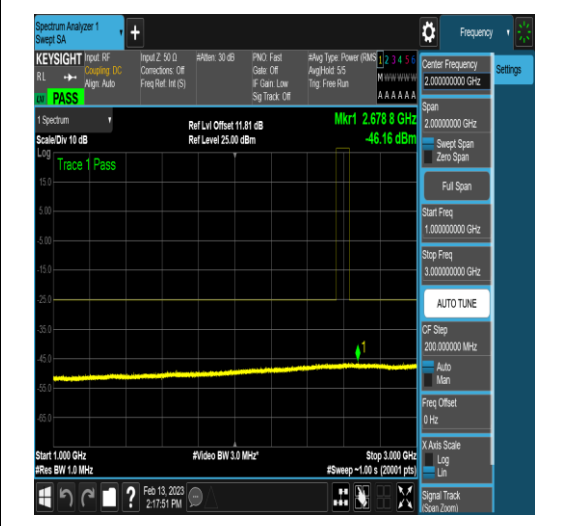 Spectrum Analyzer 1
Swept SA
+
Frequency
KEYSIGHT
RL
Input: RF
Coupling: DC
Align: Auto
Input Z: 50 Ω
Corrections: Off
Freq Ref: Int (S)
#Atten: 30 dB
PNO: Fast
Gate: Off
IF Gain: Low
Sig Track: Off
#Avg Type: Power (RMS
Avg|Hold: 5/5
Trig: Free Run
1 2 3 4 5 6
M w w w w w
A A A A A A
PASS
1 Spectrum
Scale/Div 10 dB
Ref Lvl Offset 11.81 dB
Ref Level 25.00 dBm
Mkr1 2.678 8 GHz
-46.16 dBm
Log
Trace 1 Pass
15.0
5.00
-5.00
-15.0
-25.0
-35.0
-45.0
-55.0
-65.0
1
Start 1.000 GHz
#Res BW 1.0 MHz
#Video BW 3.0 MHz*
Stop 3.000 GHz
#Sweep ~1.00 s (20001 pts)
Feb 13, 2023
2:17:51 PM
?
Center Frequency
2.000000000 GHz
Settings
Span
2.00000000 GHz
Swept Span
Zero Span
Full Span
Start Freq
1.000000000 GHz
Stop Freq
3.000000000 GHz
AUTO TUNE
CF Step
200.000000 MHz
Auto
Man
Freq Offset
0 Hz
X Axis Scale
Log
Lin
Signal Track
(Span Zoom)